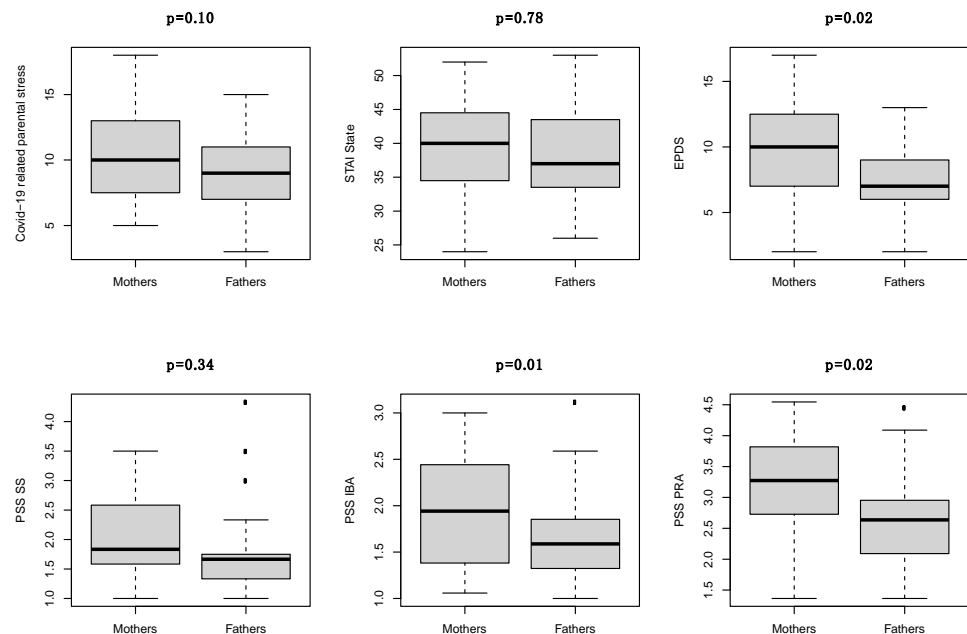 p=0.10
Covid−19 related parental stress
15
10
5
Mothers Fathers
p=0.78
STAI State
50
45
40
35
30
25
Mothers Fathers
p=0.02
EPDS
15
10
5
Mothers Fathers
p=0.34
PSS SS
4.0
3.5
3.0
2.5
2.0
1.5
1.0
Mothers Fathers
p=0.01
PSS IBA
3.0
2.5
2.0
1.5
1.0
Mothers Fathers
p=0.02
PSS PRA
4.5
4.0
3.5
3.0
2.5
2.0
1.5
Mothers Fathers